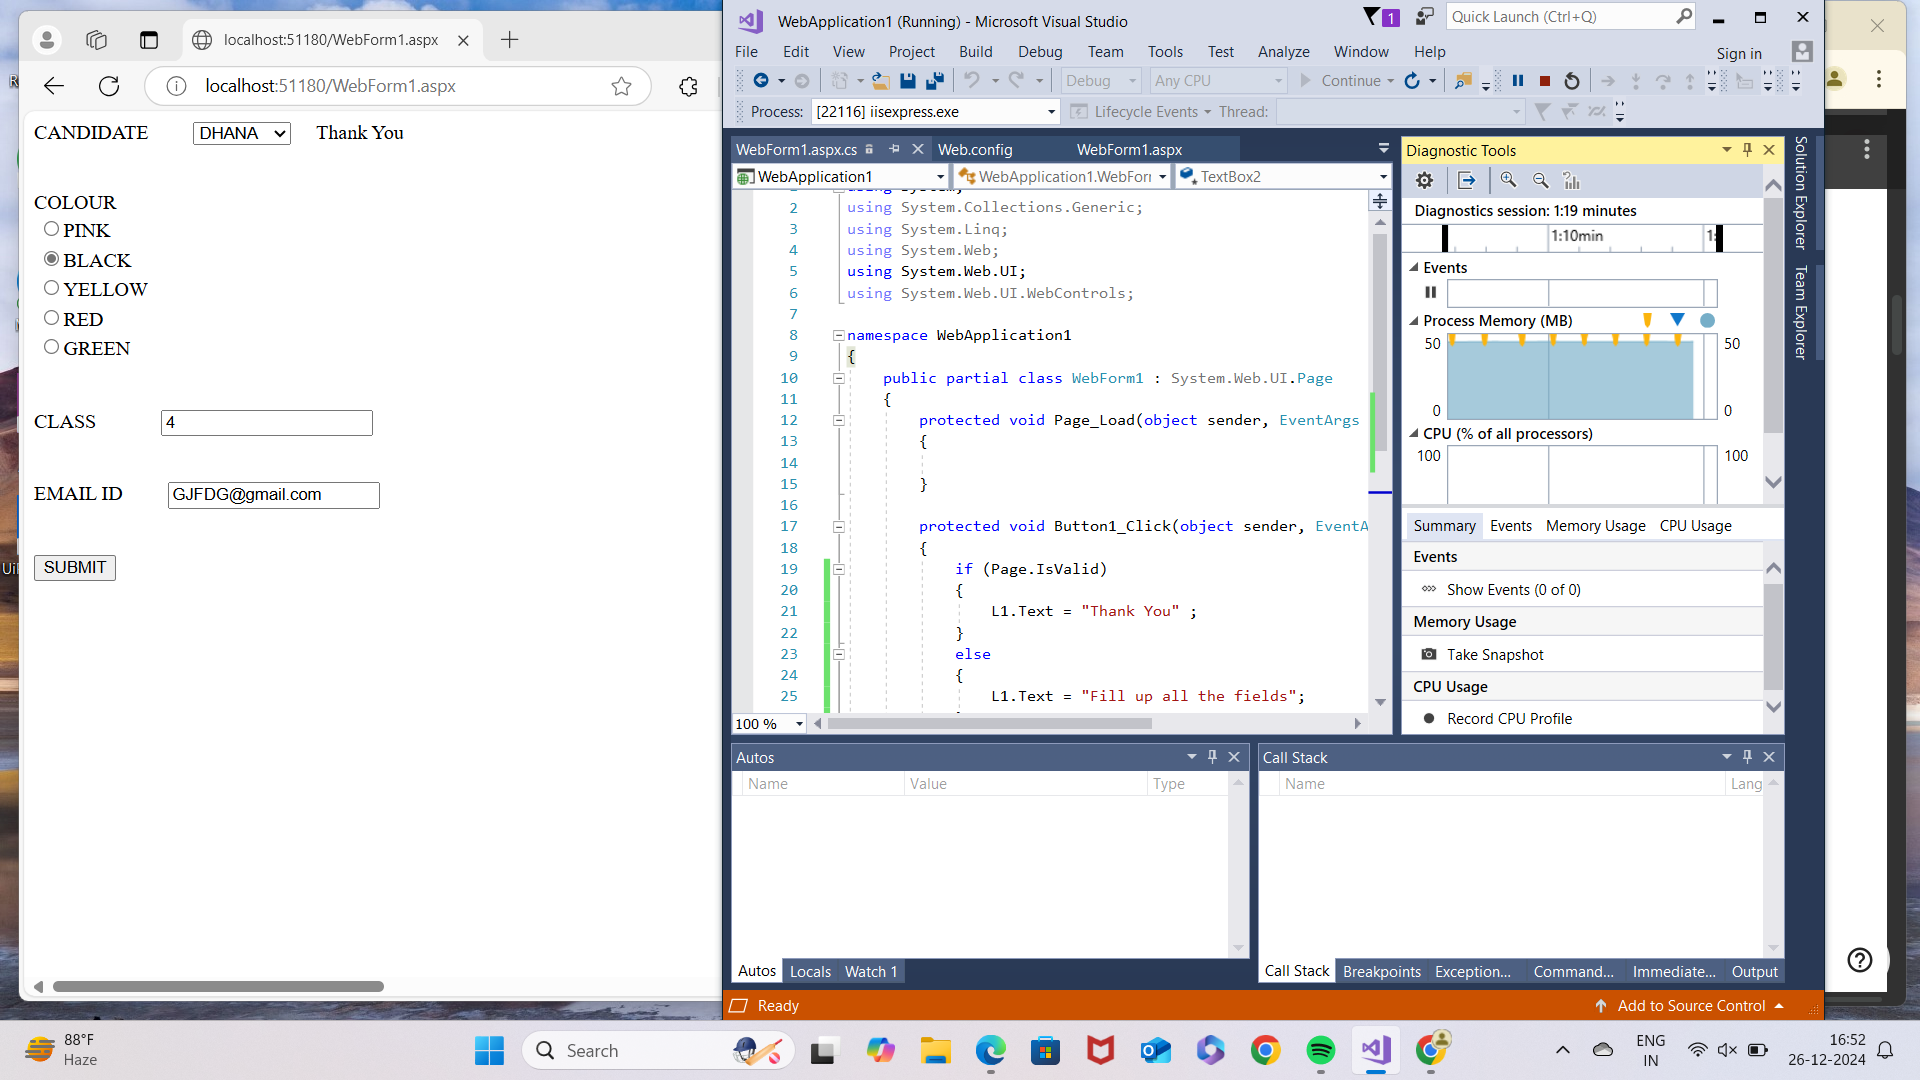 localhost:51180/WebForm1.aspx
localhost:51180/WebForm1.aspx
CANDIDATE DHANA Thank You
COLOUR
PINK
BLACK
YELLOW
RED
GREEN
CLASS 4
EMAIL ID GJFDG@gmail.com
SUBMIT
WebApplication1 (Running) - Microsoft Visual Studio
1
Quick Launch (Ctrl+Q)
File Edit View Project Build Debug Team Tools Test Analyze Window Help
Sign in
Debug Any CPU Continue
Process: [22116] iisexpress.exe Lifecycle Events Thread:
WebForm1.aspx.cs Web.config WebForm1.aspx
WebApplication1 WebApplication1.WebForm TextBox2
1 using System;
2 using System.Collections.Generic;
3 using System.Linq;
4 using System.Web;
5 using System.Web.UI;
6 using System.Web.UI.WebControls;
7
8 namespace WebApplication1
9 {
10 public partial class WebForm1 : System.Web.UI.Page
11 {
12 protected void Page_Load(object sender, EventArgs
13 {
14
15 }
16
17 protected void Button1_Click(object sender, EventA
18 {
19 if (Page.IsValid)
20 {
21 L1.Text = "Thank You" ;
22 }
23 else
24 {
25 L1.Text = "Fill up all the fields";
100 %
Diagnostic Tools
Diagnostics session: 1:19 minutes
1:10min 1:
Events
Process Memory (MB)
50 50
0 0
CPU (% of all processors)
100 100
Summary Events Memory Usage CPU Usage
Events
Show Events (0 of 0)
Memory Usage
Take Snapshot
CPU Usage
Record CPU Profile
Solution Explorer
Team Explorer
Autos
Name Value Type
Autos Locals Watch 1
Call Stack
Name Lang
Call Stack Breakpoints Exception... Command... Immediate... Output
Ready
Add to Source Control
88°F
Haze
Search
ENG
IN
16:52
26-12-2024